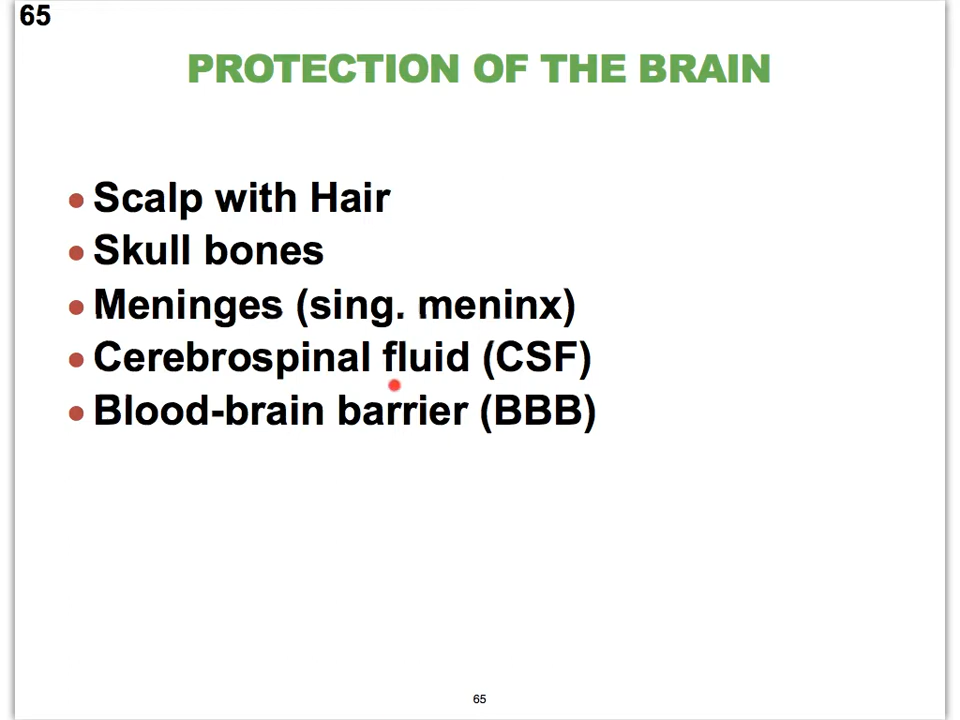 65
PROTECTION OF THE BRAIN
• Scalp with Hair
• Skull bones
• Meninges (sing. meninx)
• Cerebrospinal fluid (CSF)
• Blood-brain barrier (BBB)
65